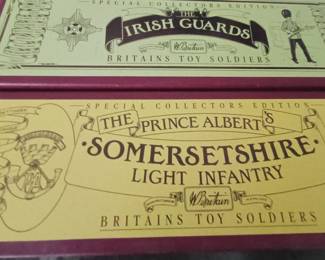 SPECIAL COLLECTORS EDITION
THE
IRISH GUARDS
W. Britain
BRITAINS TOY SOLDIERS
SPECIAL COLLECTORS EDITION
THE PRINCE ALBERT'S
·SOMERSETSHIRE·
LIGHT INFANTRY
W. Britain
BRITAINS TOY SOLDIERS